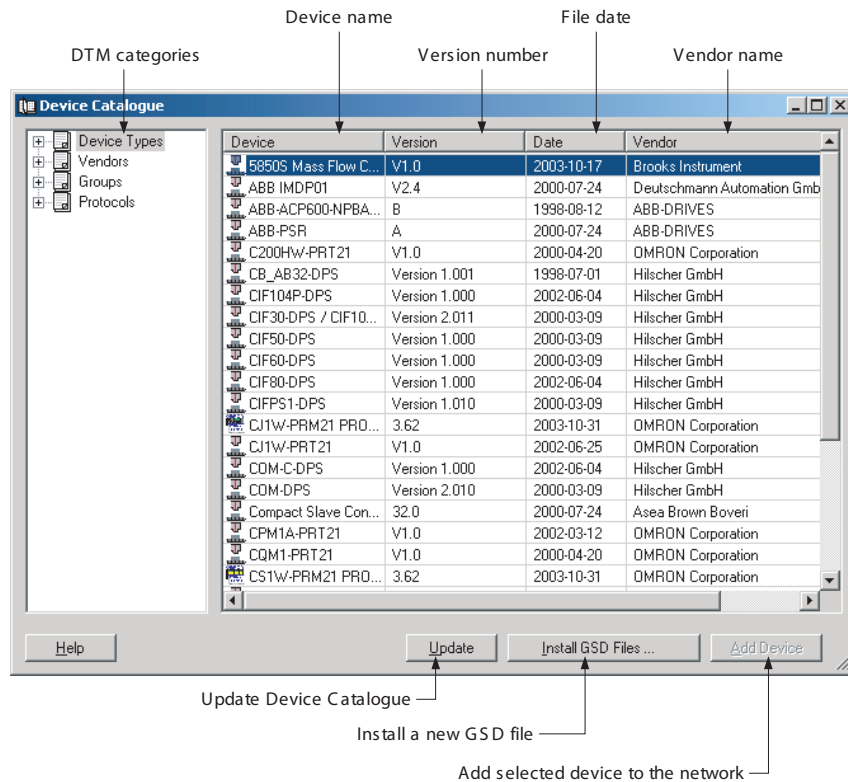 Device name File date
DTM categories Version number Vendor name
Device Catalogue
Device Types
Vendors
Groups
Protocols
Device Version Date Vendor
5850S Mass Flow C... V1.0 2003-10-17 Brooks Instrument
ABB IMDP01 V2.4 2000-07-24 Deutschmann Automation Gmb
ABB-ACP600-NPBA... B 1998-08-12 ABB-DRIVES
ABB-PSR A 2000-07-24 ABB-DRIVES
C200HW-PRT21 V1.0 2000-04-20 OMRON Corporation
CB_AB32-DPS Version 1.001 1998-07-01 Hilscher GmbH
CIF104P-DPS Version 1.000 2002-06-04 Hilscher GmbH
CIF30-DPS / CIF10... Version 2.011 2000-03-09 Hilscher GmbH
CIF50-DPS Version 1.000 2000-03-09 Hilscher GmbH
CIF60-DPS Version 1.000 2000-03-09 Hilscher GmbH
CIF80-DPS Version 1.000 2002-06-04 Hilscher GmbH
CIFPS1-DPS Version 1.010 2000-03-09 Hilscher GmbH
CJ1W-PRM21 PRO... 3.62 2003-10-31 OMRON Corporation
CJ1W-PRT21 V1.0 2002-06-25 OMRON Corporation
COM-C-DPS Version 1.000 2002-06-04 Hilscher GmbH
COM-DPS Version 2.010 2000-03-09 Hilscher GmbH
Compact Slave Con... 32.0 2000-07-24 Asea Brown Boveri
CPM1A-PRT21 V1.0 2002-03-12 OMRON Corporation
CQM1-PRT21 V1.0 2000-04-20 OMRON Corporation
CS1W-PRM21 PRO... 3.62 2003-10-31 OMRON Corporation
Help Update Install GSD Files ... Add Device
Update Device Catalogue
Install a new GSD file
Add selected device to the network